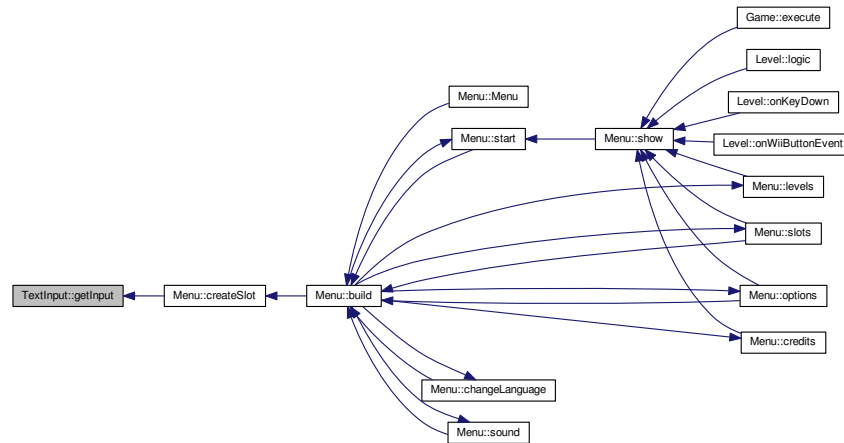 Game::execute
Level::logic
Menu::Menu
Level::onKeyDown
Menu::start
Menu::show
Level::onWiiButtonEvent
Menu::levels
Menu::slots
TextInput::getInput
Menu::createSlot
Menu::build
Menu::options
Menu::credits
Menu::changeLanguage
Menu::sound